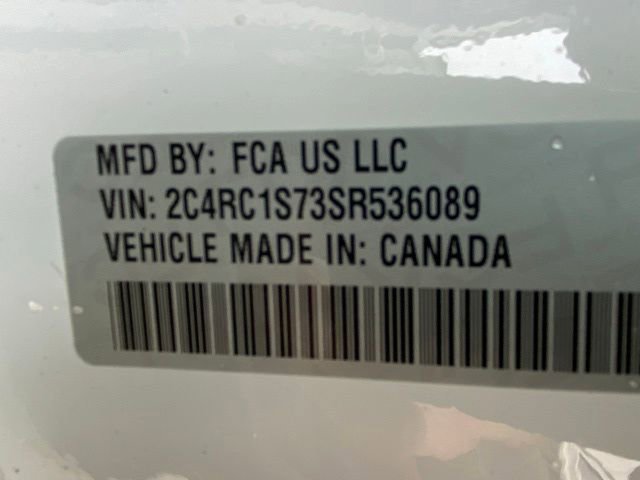 MFD BY: FCA US LLC
VIN: 2C4RC1S73SR536089
VEHICLE MADE IN: CANADA